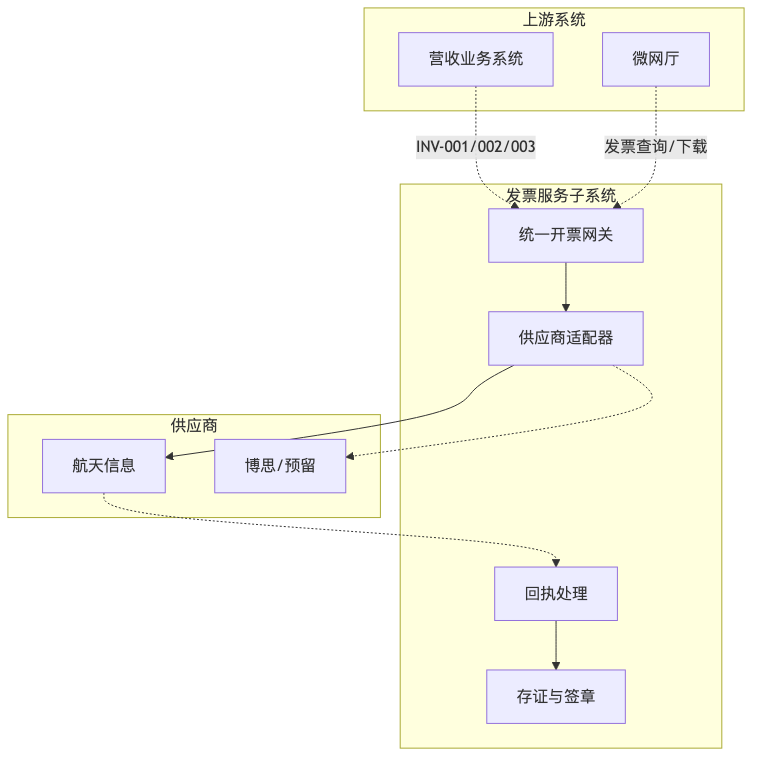 上游系统
营收业务系统
微网厅
INV-001/002/003
发票查询/下载
发票服务子系统
统一开票网关
供应商适配器
供应商
航天信息
博思/预留
回执处理
存证与签章